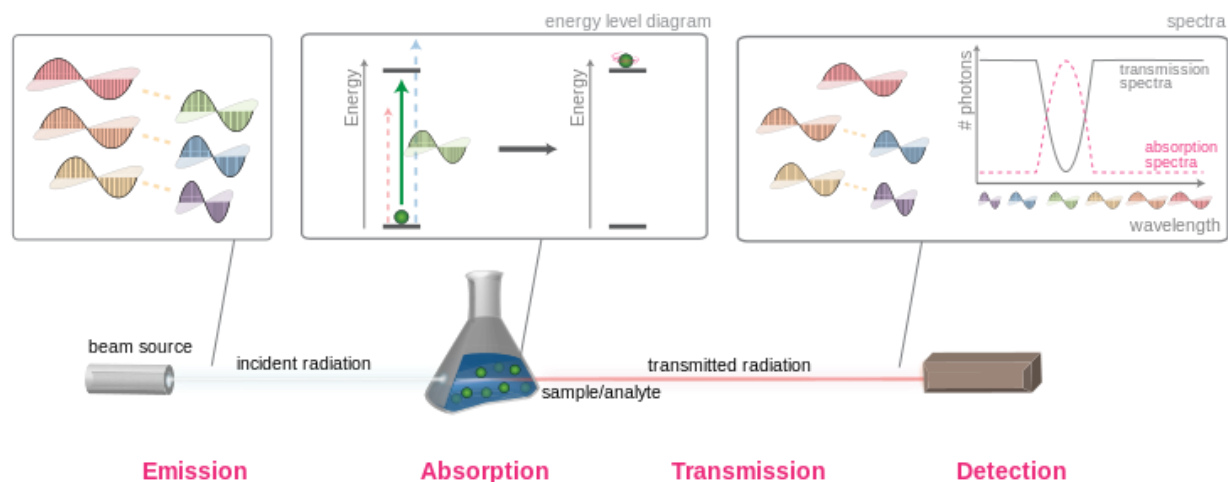 energy level diagram
spectra
Energy
Energy
# photons
transmission
spectra
absorption
spectra
wavelength
beam source
incident radiation
transmitted radiation
sample/analyte
Emission
Absorption
Transmission
Detection